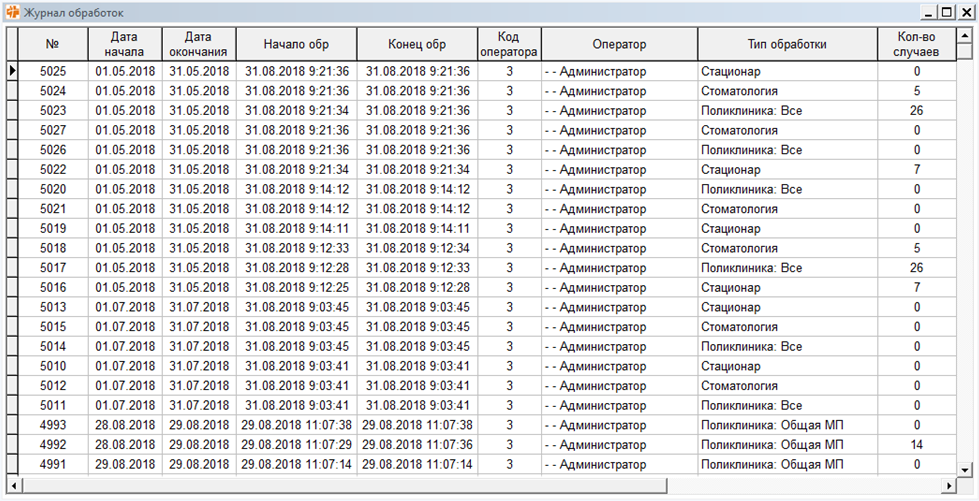 Журнал обработок
№ Дата начала Дата окончания Начало обр Конец обр Код оператора Оператор Тип обработки Кол-во случаев
5025 01.05.2018 31.05.2018 31.08.2018 9:21:36 31.08.2018 9:21:36 3 - - Администратор Стационар 0
5024 01.05.2018 31.05.2018 31.08.2018 9:21:36 31.08.2018 9:21:36 3 - - Администратор Стоматология 5
5023 01.05.2018 31.05.2018 31.08.2018 9:21:34 31.08.2018 9:21:36 3 - - Администратор Поликлиника: Все 26
5027 01.05.2018 31.05.2018 31.08.2018 9:21:36 31.08.2018 9:21:36 3 - - Администратор Стоматология 0
5026 01.05.2018 31.05.2018 31.08.2018 9:21:36 31.08.2018 9:21:36 3 - - Администратор Поликлиника: Все 0
5022 01.05.2018 31.05.2018 31.08.2018 9:21:34 31.08.2018 9:21:34 3 - - Администратор Стационар 7
5020 01.05.2018 31.05.2018 31.08.2018 9:14:12 31.08.2018 9:14:12 3 - - Администратор Поликлиника: Все 0
5021 01.05.2018 31.05.2018 31.08.2018 9:14:12 31.08.2018 9:14:12 3 - - Администратор Стоматология 0
5019 01.05.2018 31.05.2018 31.08.2018 9:14:11 31.08.2018 9:14:11 3 - - Администратор Стационар 0
5018 01.05.2018 31.05.2018 31.08.2018 9:12:33 31.08.2018 9:12:34 3 - - Администратор Стоматология 5
5017 01.05.2018 31.05.2018 31.08.2018 9:12:28 31.08.2018 9:12:33 3 - - Администратор Поликлиника: Все 26
5016 01.05.2018 31.05.2018 31.08.2018 9:12:25 31.08.2018 9:12:28 3 - - Администратор Стационар 7
5013 01.07.2018 31.07.2018 31.08.2018 9:03:45 31.08.2018 9:03:45 3 - - Администратор Стационар 0
5015 01.07.2018 31.07.2018 31.08.2018 9:03:45 31.08.2018 9:03:45 3 - - Администратор Стоматология 0
5014 01.07.2018 31.07.2018 31.08.2018 9:03:45 31.08.2018 9:03:45 3 - - Администратор Поликлиника: Все 0
5010 01.07.2018 31.07.2018 31.08.2018 9:03:41 31.08.2018 9:03:41 3 - - Администратор Стационар 0
5012 01.07.2018 31.07.2018 31.08.2018 9:03:41 31.08.2018 9:03:41 3 - - Администратор Стоматология 0
5011 01.07.2018 31.07.2018 31.08.2018 9:03:41 31.08.2018 9:03:41 3 - - Администратор Поликлиника: Все 0
4993 28.08.2018 29.08.2018 29.08.2018 11:07:38 29.08.2018 11:07:38 3 - - Администратор Поликлиника: Общая МП 0
4992 28.08.2018 29.08.2018 29.08.2018 11:07:29 29.08.2018 11:07:36 3 - - Администратор Поликлиника: Общая МП 14
4991 29.08.2018 29.08.2018 29.08.2018 11:07:14 29.08.2018 11:07:14 3 - - Администратор Поликлиника: Общая МП 0